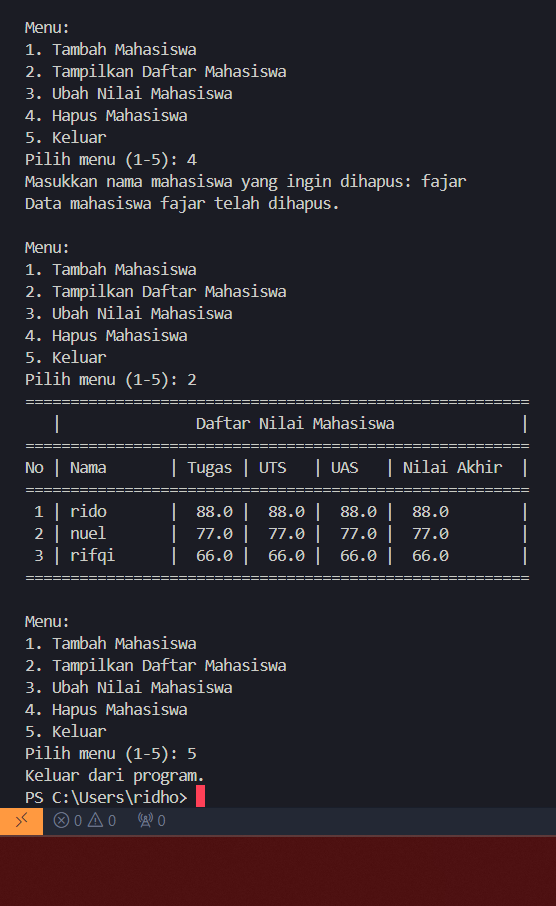 Menu:
1. Tambah Mahasiswa
2. Tampilkan Daftar Mahasiswa
3. Ubah Nilai Mahasiswa
4. Hapus Mahasiswa
5. Keluar
Pilih menu (1-5): 4
Masukkan nama mahasiswa yang ingin dihapus: fajar
Data mahasiswa fajar telah dihapus.

Menu:
1. Tambah Mahasiswa
2. Tampilkan Daftar Mahasiswa
3. Ubah Nilai Mahasiswa
4. Hapus Mahasiswa
5. Keluar
Pilih menu (1-5): 2
========================================================
   |               Daftar Nilai Mahasiswa              |
========================================================
No | Nama       | Tugas | UTS   | UAS   | Nilai Akhir  |
========================================================
 1 | rido       |  88.0 |  88.0 |  88.0 |  88.0        |
 2 | nuel       |  77.0 |  77.0 |  77.0 |  77.0        |
 3 | rifqi      |  66.0 |  66.0 |  66.0 |  66.0        |
========================================================

Menu:
1. Tambah Mahasiswa
2. Tampilkan Daftar Mahasiswa
3. Ubah Nilai Mahasiswa
4. Hapus Mahasiswa
5. Keluar
Pilih menu (1-5): 5
Keluar dari program.
PS C:\Users\ridho>
0 0 0